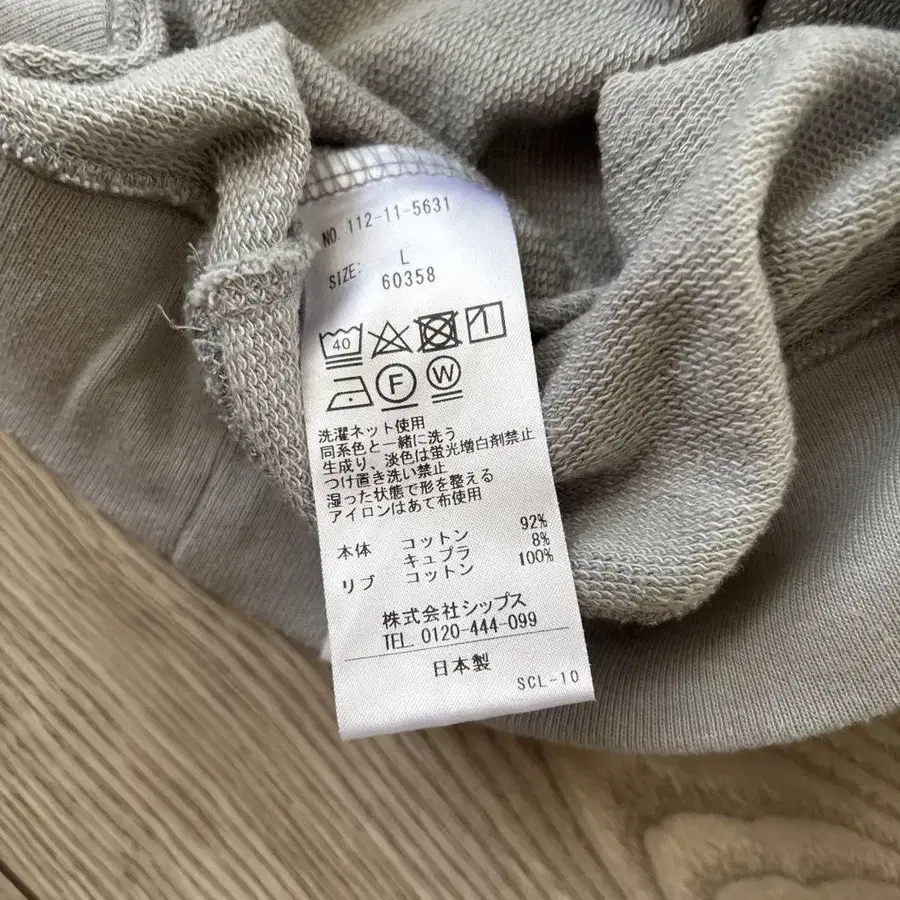 NO. 112-11-5631
SIZE: L
60358
40
F W
洗濯ネット使用
同系色と一緒に洗う
生成り、淡色は蛍光増白剤禁止
つけ置き洗い禁止
湿った状態で形を整える
アイロンはあて布使用
本体 コットン 92%
キュプラ 8%
リブ コットン 100%
株式会社シップス
TEL. 0120-444-099
日本製
SCL-10